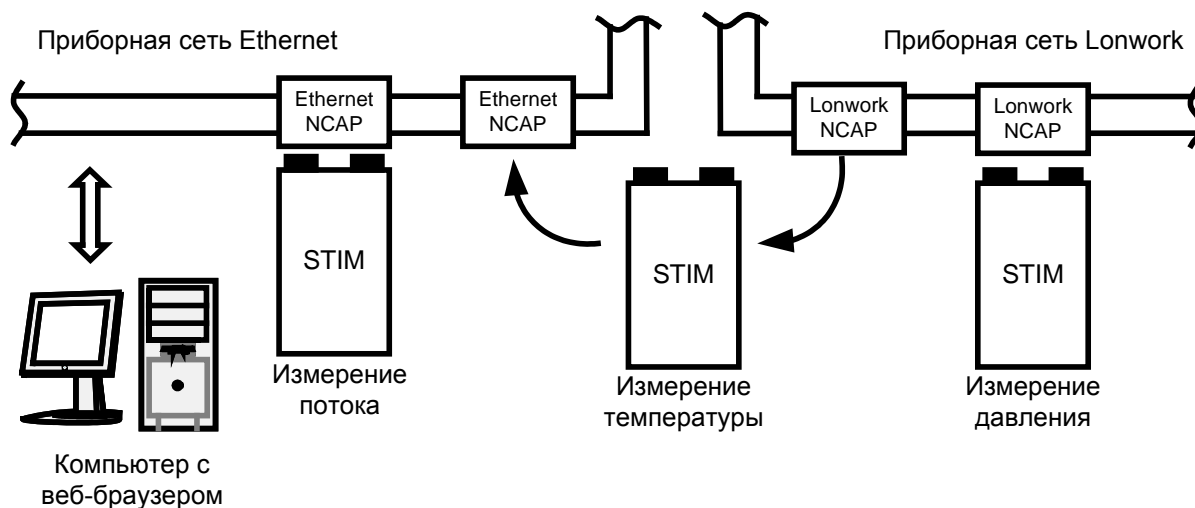 Приборная сеть Ethernet
Приборная сеть Lonwork
Ethernet
NCAP
Ethernet
NCAP
Lonwork
NCAP
Lonwork
NCAP
STIM
STIM
STIM
Измерение
потока
Измерение
температуры
Измерение
давления
Компьютер с
веб-браузером